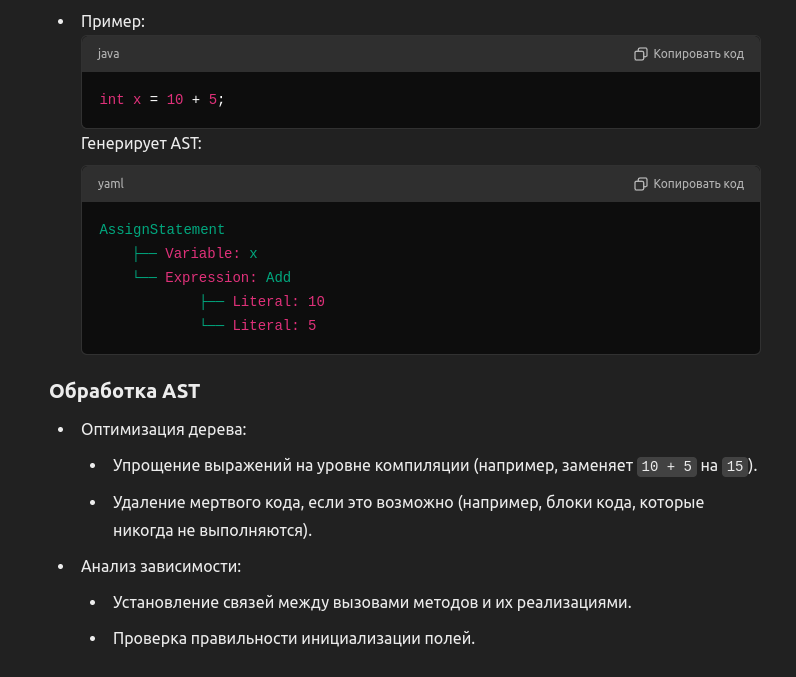 Пример:
java Копировать код
int x = 10 + 5;
Генерирует AST:
yaml Копировать код
AssignStatement
├── Variable: x
└── Expression: Add
├── Literal: 10
└── Literal: 5
Обработка AST
Оптимизация дерева:
Упрощение выражений на уровне компиляции (например, заменяет 10 + 5 на 15).
Удаление мертвого кода, если это возможно (например, блоки кода, которые
никогда не выполняются).
Анализ зависимости:
Установление связей между вызовами методов и их реализациями.
Проверка правильности инициализации полей.